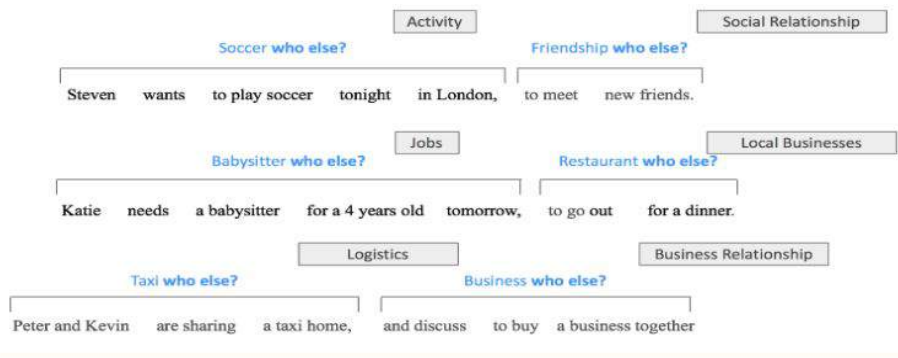 Activity Social Relationship
Soccer who else? Friendship who else?
Steven wants to play soccer tonight in London, to meet new friends.
Jobs Local Businesses
Babysitter who else? Restaurant who else?
Katie needs a babysitter for a 4 years old tomorrow, to go out for a dinner.
Logistics Business Relationship
Taxi who else? Business who else?
Peter and Kevin are sharing a taxi home, and discuss to buy a business together